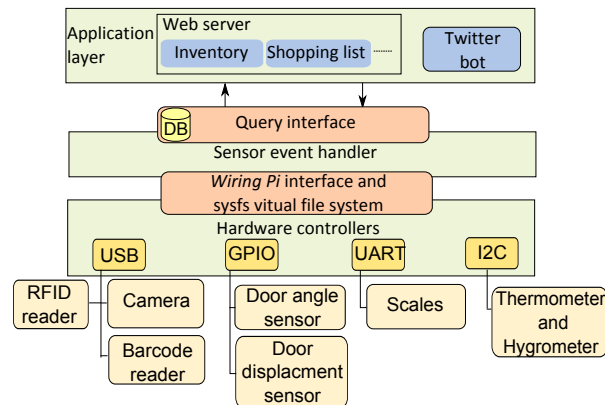 Application
layer
Web server
Inventory
Shopping list
........
Twitter
bot
DB
Query interface
Sensor event handler
Wiring Pi interface and
sysfs vitual file system
Hardware controllers
USB
GPIO
UART
I2C
RFID
reader
Camera
Barcode
reader
Door angle
sensor
Door
displacment
sensor
Scales
Thermometer
and
Hygrometer